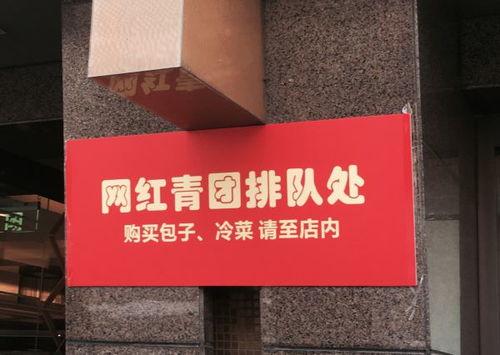 网红青团排队处
购买包子、冷菜 请至店内